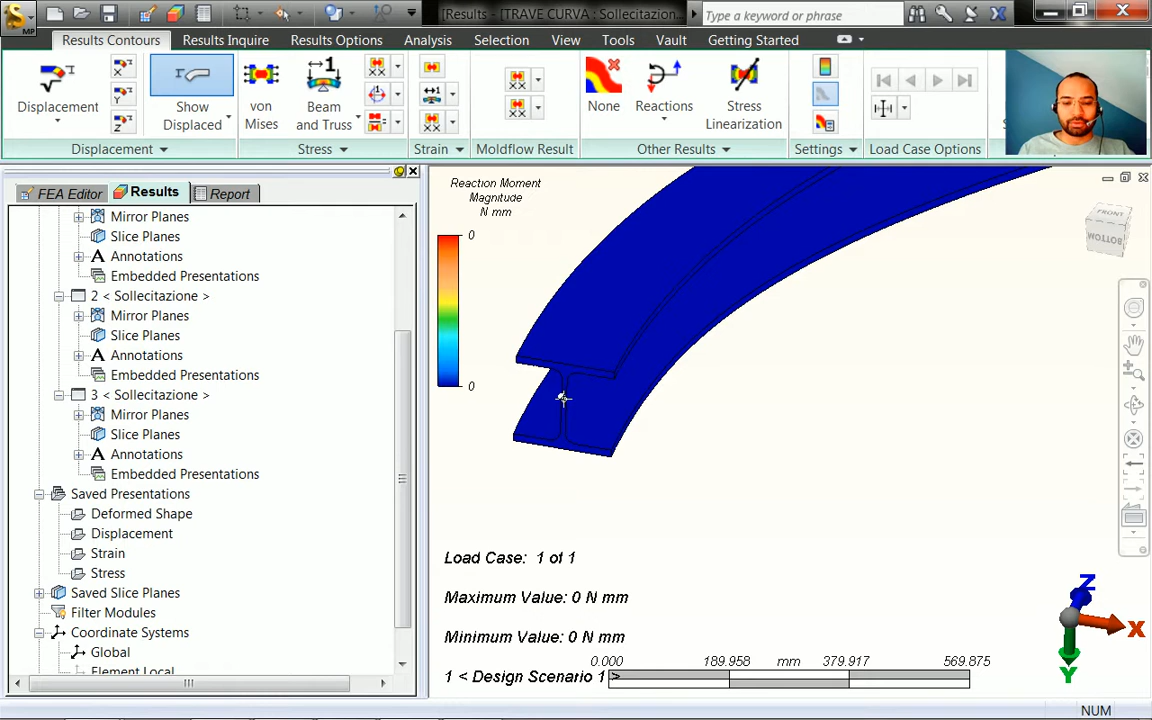 [Results - [TRAVE CURVA : Sollecitazion...
Type a keyword or phrase
MP
Results Contours
Results Inquire
Results Options
Analysis
Selection
View
Tools
Vault
Getting Started
Displacement
Show Displaced
von Mises
Beam and Truss
None
Reactions
Stress Linearization
Displacement
Stress
Strain
Moldflow Result
Other Results
Settings
Load Case Options
FEA Editor
Results
Report
Mirror Planes
Slice Planes
Annotations
Embedded Presentations
2 < Sollecitazione >
Mirror Planes
Slice Planes
Annotations
Embedded Presentations
3 < Sollecitazione >
Mirror Planes
Slice Planes
Annotations
Embedded Presentations
Saved Presentations
Deformed Shape
Displacement
Strain
Stress
Saved Slice Planes
Filter Modules
Coordinate Systems
Global
Element Local
Reaction Moment
Magnitude
N mm
0
0
FRONT
BOTTOM
Load Case: 1 of 1
Maximum Value: 0 N mm
Minimum Value: 0 N mm
1 < Design Scenario 1 >
0.000
189.958
mm
379.917
569.875
Z
X
Y
NUM